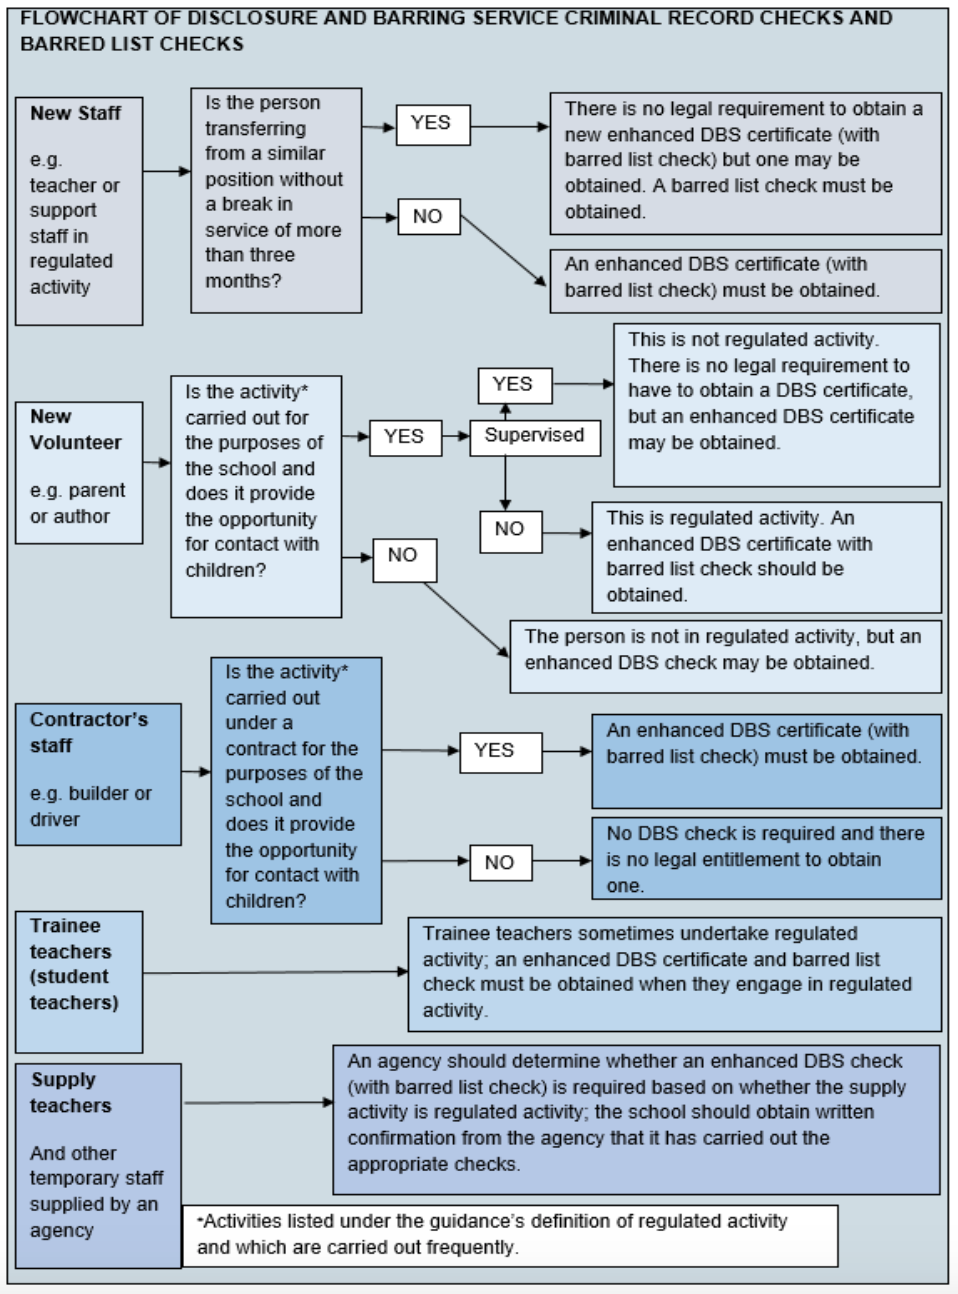 FLOWCHART OF DISCLOSURE AND BARRING SERVICE CRIMINAL RECORD CHECKS AND
BARRED LIST CHECKS
New Staff
e.g.
teacher or
support
staff in
regulated
activity
Is the person
transferring
from a similar
position without
a break in
service of more
than three
months?
YES
There is no legal requirement to obtain a
new enhanced DBS certificate (with
barred list check) but one may be
obtained. A barred list check must be
obtained.
NO
An enhanced DBS certificate (with
barred list check) must be obtained.
New
Volunteer
e.g. parent
or author
Is the activity*
carried out for
the purposes of
the school and
does it provide
the opportunity
for contact with
children?
YES
Supervised
YES
This is not regulated activity.
There is no legal requirement to
have to obtain a DBS certificate,
but an enhanced DBS certificate
may be obtained.
NO
This is regulated activity. An
enhanced DBS certificate with
barred list check should be
obtained.
NO
The person is not in regulated activity, but an
enhanced DBS check may be obtained.
Contractor's
staff
e.g. builder or
driver
Is the activity*
carried out
under a
contract for the
purposes of the
school and
does it provide
the opportunity
for contact with
children?
YES
An enhanced DBS certificate (with
barred list check) must be obtained.
NO
No DBS check is required and there
is no legal entitlement to obtain
one.
Trainee
teachers
(student
teachers)
Trainee teachers sometimes undertake regulated
activity; an enhanced DBS certificate and barred list
check must be obtained when they engage in regulated
activity.
Supply
teachers
And other
temporary staff
supplied by an
agency
An agency should determine whether an enhanced DBS check
(with barred list check) is required based on whether the supply
activity is regulated activity; the school should obtain written
confirmation from the agency that it has carried out the
appropriate checks.
*Activities listed under the guidance's definition of regulated activity
and which are carried out frequently.